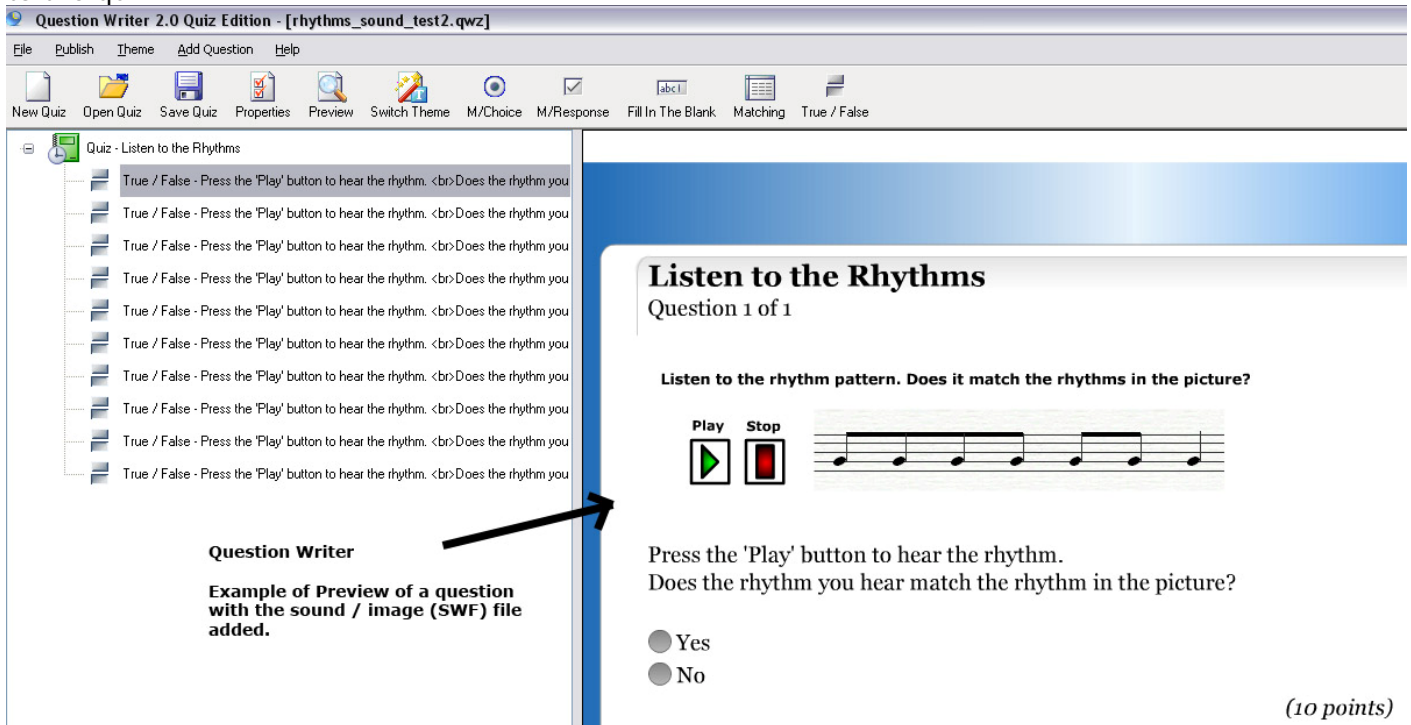 Question Writer 2.0 Quiz Edition - [rhythms_sound_test2.qwz]
File Publish Theme Add Question Help
abc I
New Quiz Open Quiz Save Quiz Properties Preview Switch Theme M/Choice M/Response Fill In The Blank Matching True / False
Quiz - Listen to the Rhythms
True / False - Press the 'Play' button to hear the rhythm. <br>Does the rhythm you
True / False - Press the 'Play' button to hear the rhythm. <br>Does the rhythm you
True / False - Press the 'Play' button to hear the rhythm. <br>Does the rhythm you
True / False - Press the 'Play' button to hear the rhythm. <br>Does the rhythm you
True / False - Press the 'Play' button to hear the rhythm. <br>Does the rhythm you
True / False - Press the 'Play' button to hear the rhythm. <br>Does the rhythm you
True / False - Press the 'Play' button to hear the rhythm. <br>Does the rhythm you
True / False - Press the 'Play' button to hear the rhythm. <br>Does the rhythm you
True / False - Press the 'Play' button to hear the rhythm. <br>Does the rhythm you
True / False - Press the 'Play' button to hear the rhythm. <br>Does the rhythm you
Question Writer
Example of Preview of a question
with the sound / image (SWF) file
added.
Listen to the Rhythms
Question 1 of 1
Listen to the rhythm pattern. Does it match the rhythms in the picture?
Play Stop
Press the 'Play' button to hear the rhythm.
Does the rhythm you hear match the rhythm in the picture?
Yes
No
(10 points)